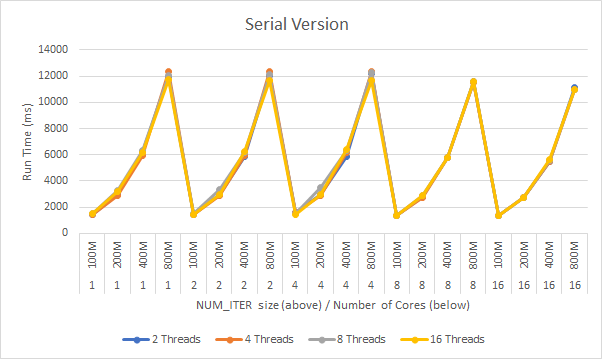 Serial Version
14000
12000
10000
8000
6000
4000
2000
0
Run Time (ms)
100M 200M 400M 800M 100M 200M 400M 800M 100M 200M 400M 800M 100M 200M 400M 800M 100M 200M 400M 800M
1 1 1 1 2 2 2 2 4 4 4 4 8 8 8 8 16 16 16 16
NUM_ITER size (above) / Number of Cores (below)
2 Threads 4 Threads 8 Threads 16 Threads